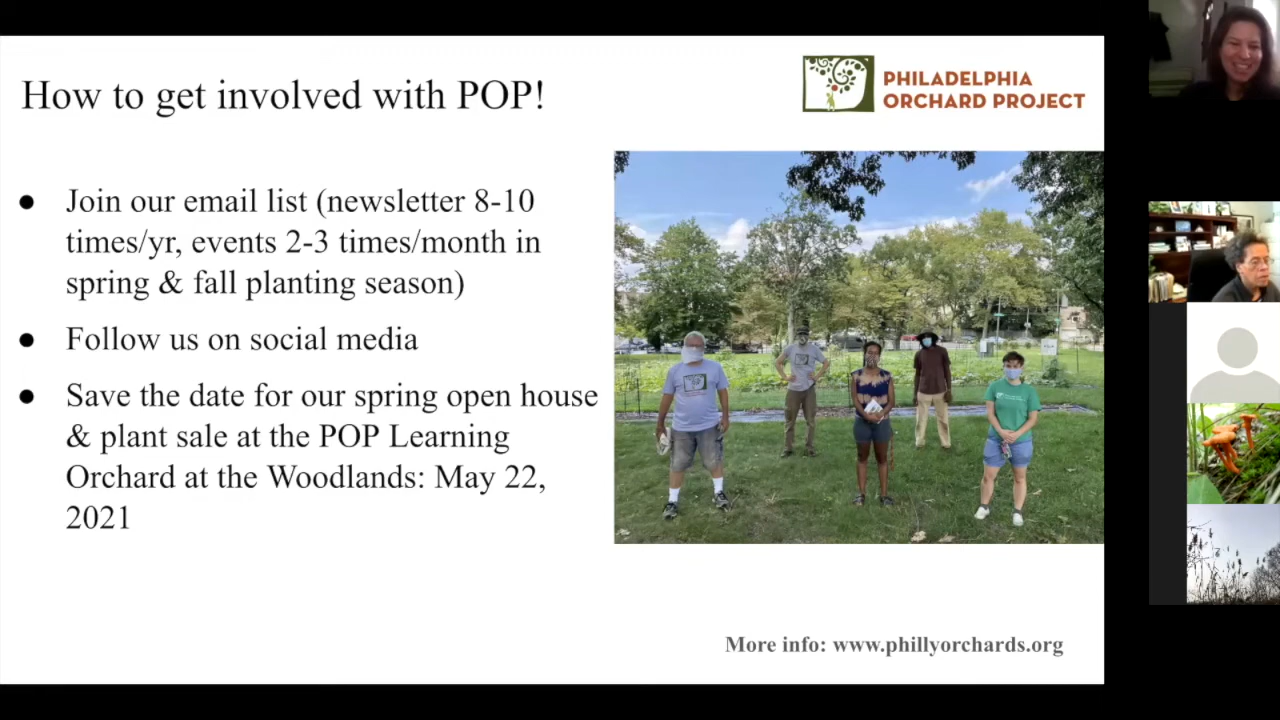 How to get involved with POP!
PHILADELPHIA
ORCHARD PROJECT
● Join our email list (newsletter 8-10
times/yr, events 2-3 times/month in
spring & fall planting season)
● Follow us on social media
● Save the date for our spring open house
& plant sale at the POP Learning
Orchard at the Woodlands: May 22,
2021
More info: www.phillyorchards.org